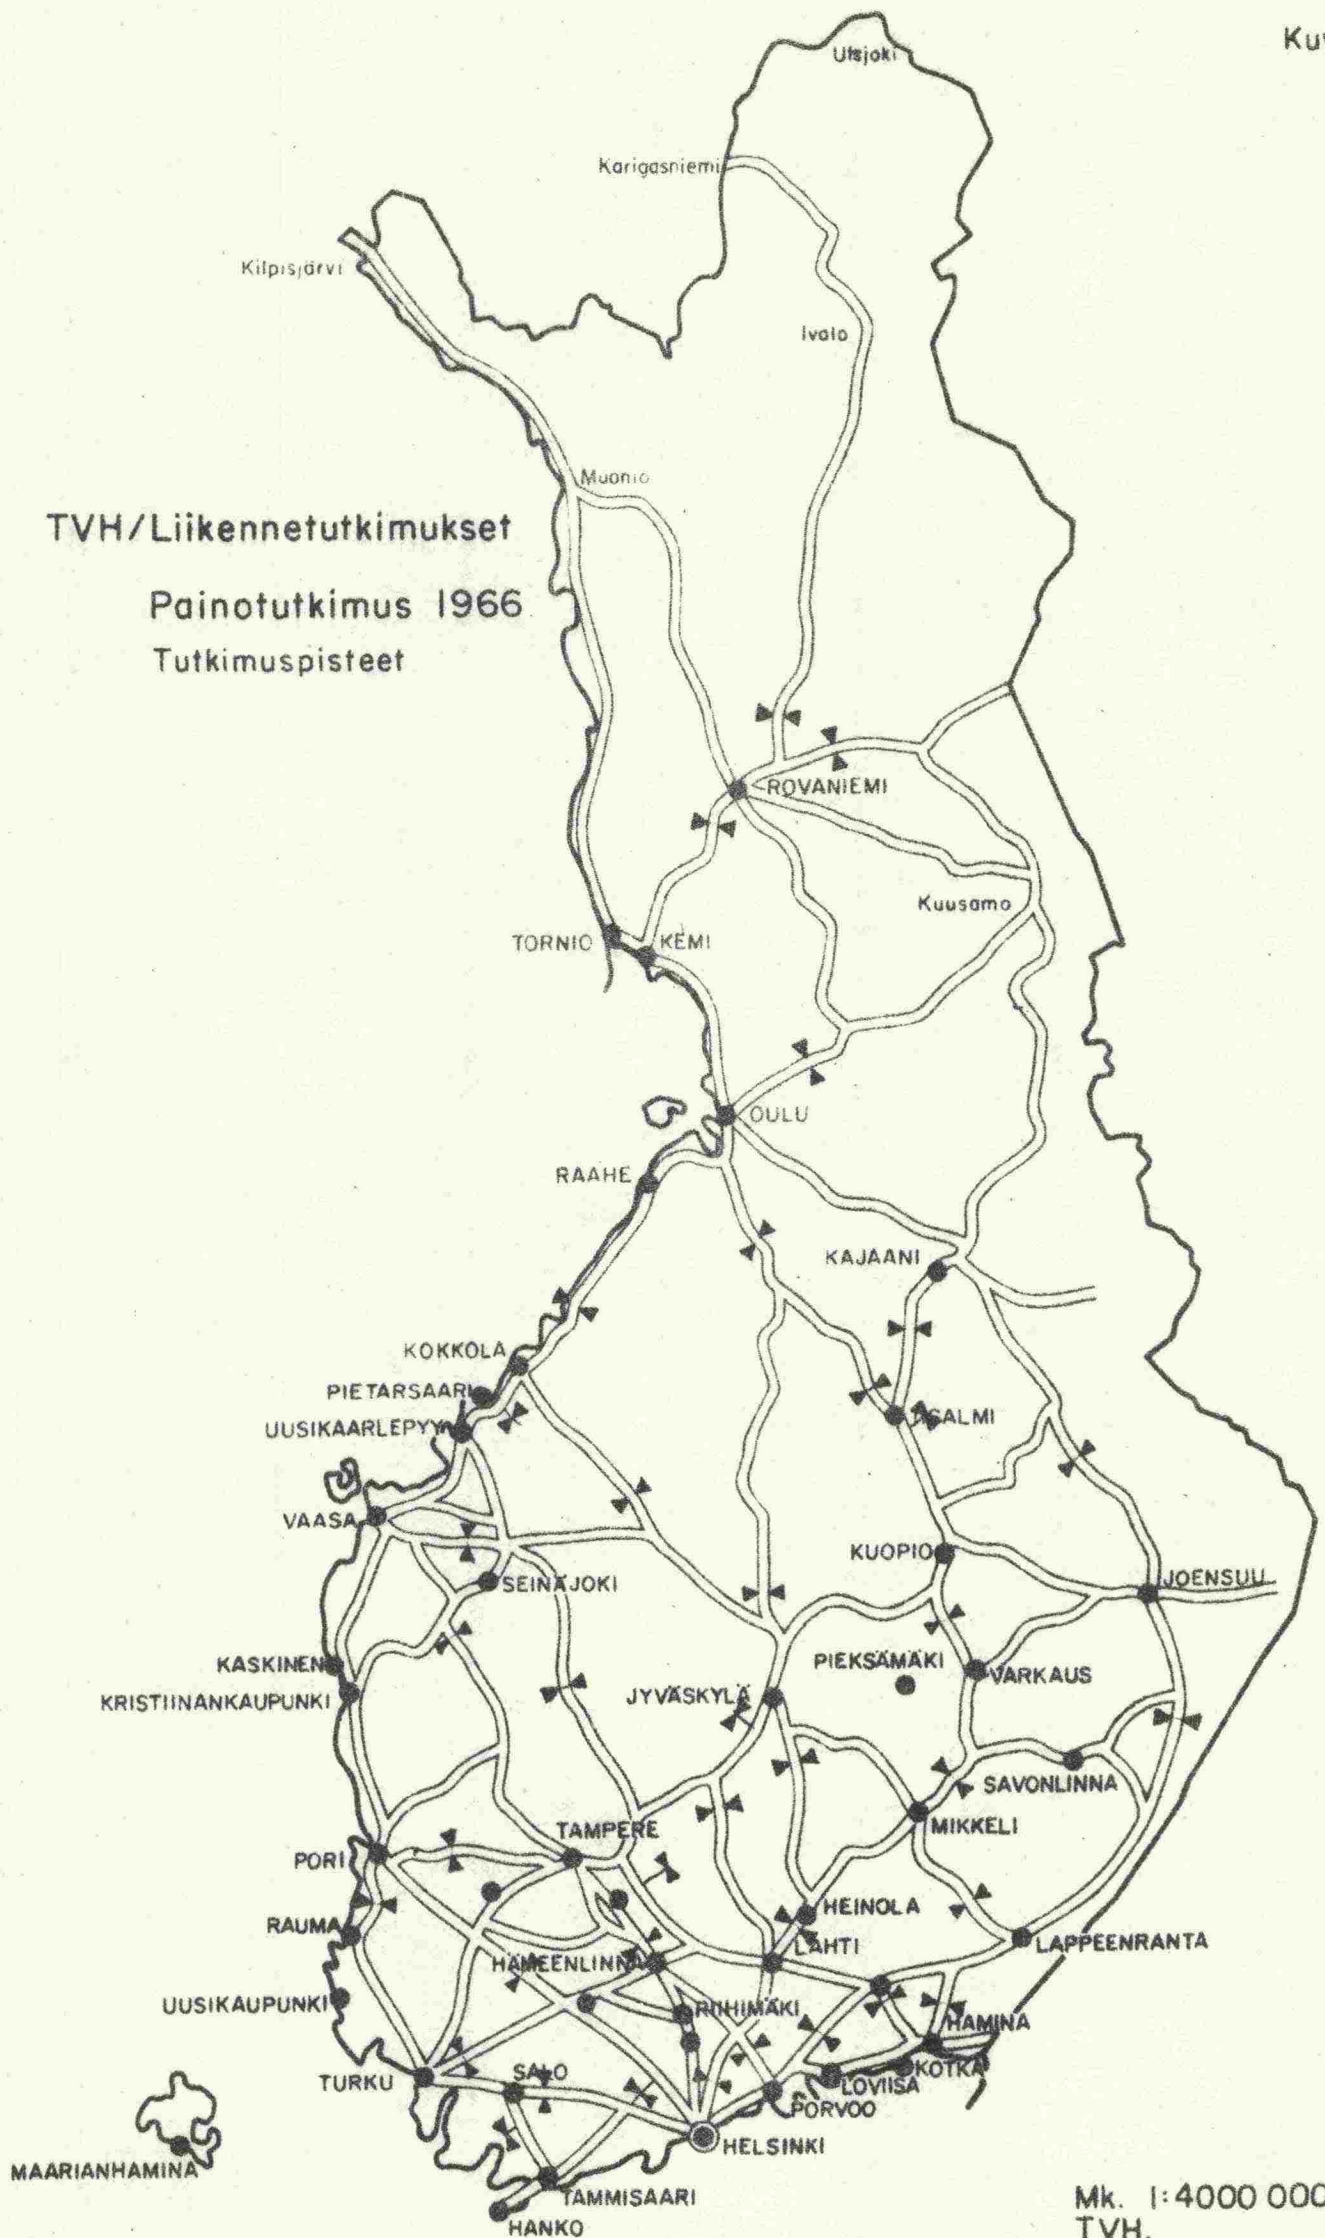 Kuv
Utsjoki
Karigasniemi
Kilpisjärvi
Ivalo
Muonio
TVH/Liikennetutkimukset
Painotutkimus 1966
Tutkimuspisteet
ROVANIEMI
Kuusamo
TORNIO
KEMI
OULU
RAAHE
KAJAANI
KOKKOLA
PIETARSAARI
UUSIKAARLEPYY
IISALMI
VAASA
KUOPIO
SEINÄJOKI
JOENSUU
KASKINEN
PIEKSÄMÄKI
VARKAUS
KRISTIINANKAUPUNKI
JYVÄSKYLÄ
SAVONLINNA
MIKKELI
TAMPERE
PORI
HEINOLA
RAUMA
LAHTI
LAPPEENRANTA
HÄMEENLINNA
UUSIKAUPUNKI
RIIHIMÄKI
HAMINA
TURKU
SALO
KOTKA
LOVIISA
PORVOO
HELSINKI
MAARIANHAMINA
TAMMISAARI
HANKO
Mk. 1:4000 000
TVH.